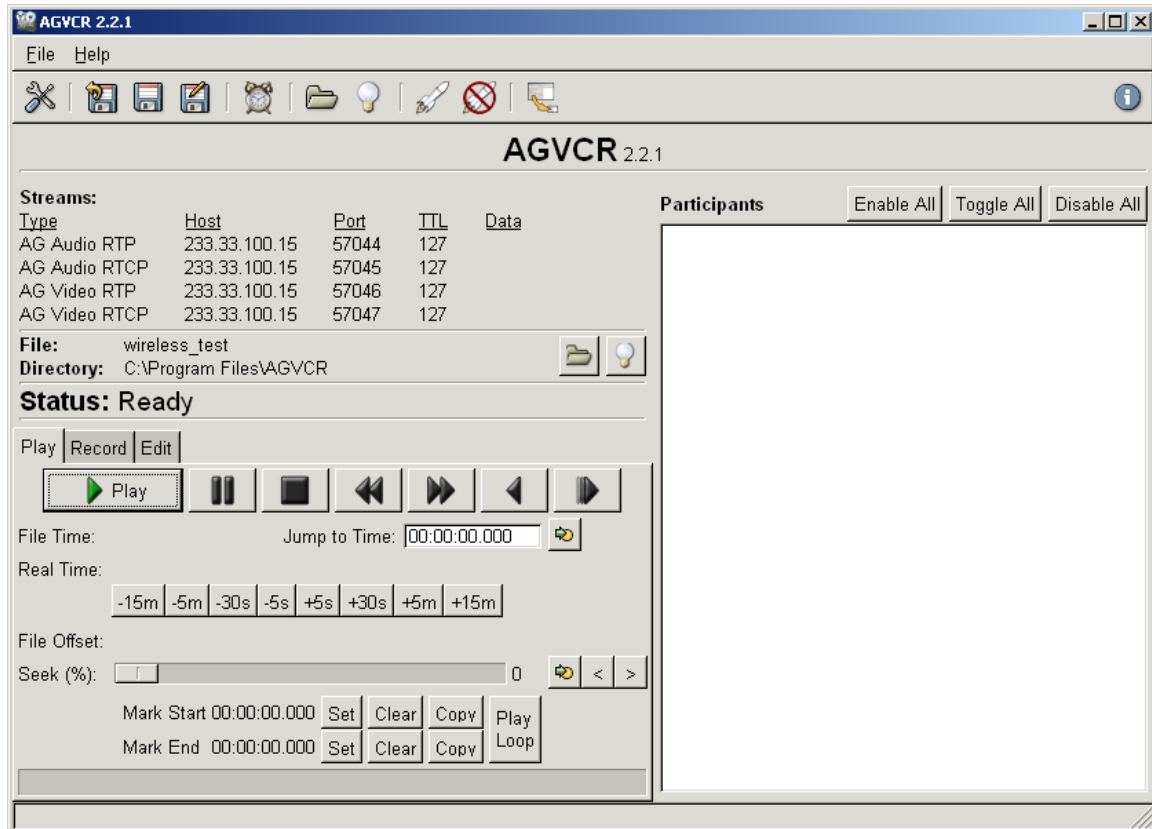 AGVCR 2.2.1
File Help
AGVCR 2.2.1
Streams:
Type Host Port TTL Data
AG Audio RTP 233.33.100.15 57044 127
AG Audio RTCP 233.33.100.15 57045 127
AG Video RTP 233.33.100.15 57046 127
AG Video RTCP 233.33.100.15 57047 127
File: wireless_test
Directory: C:\Program Files\AGVCR
Status: Ready
Play Record Edit
Play
File Time: Jump to Time: 00:00:00.000
Real Time:
-15m -5m -30s -5s +5s +30s +5m +15m
File Offset:
Seek (%): 0 < >
Mark Start 00:00:00.000 Set Clear Copy
Mark End 00:00:00.000 Set Clear Copy
Play
Loop
Participants Enable All Toggle All Disable All